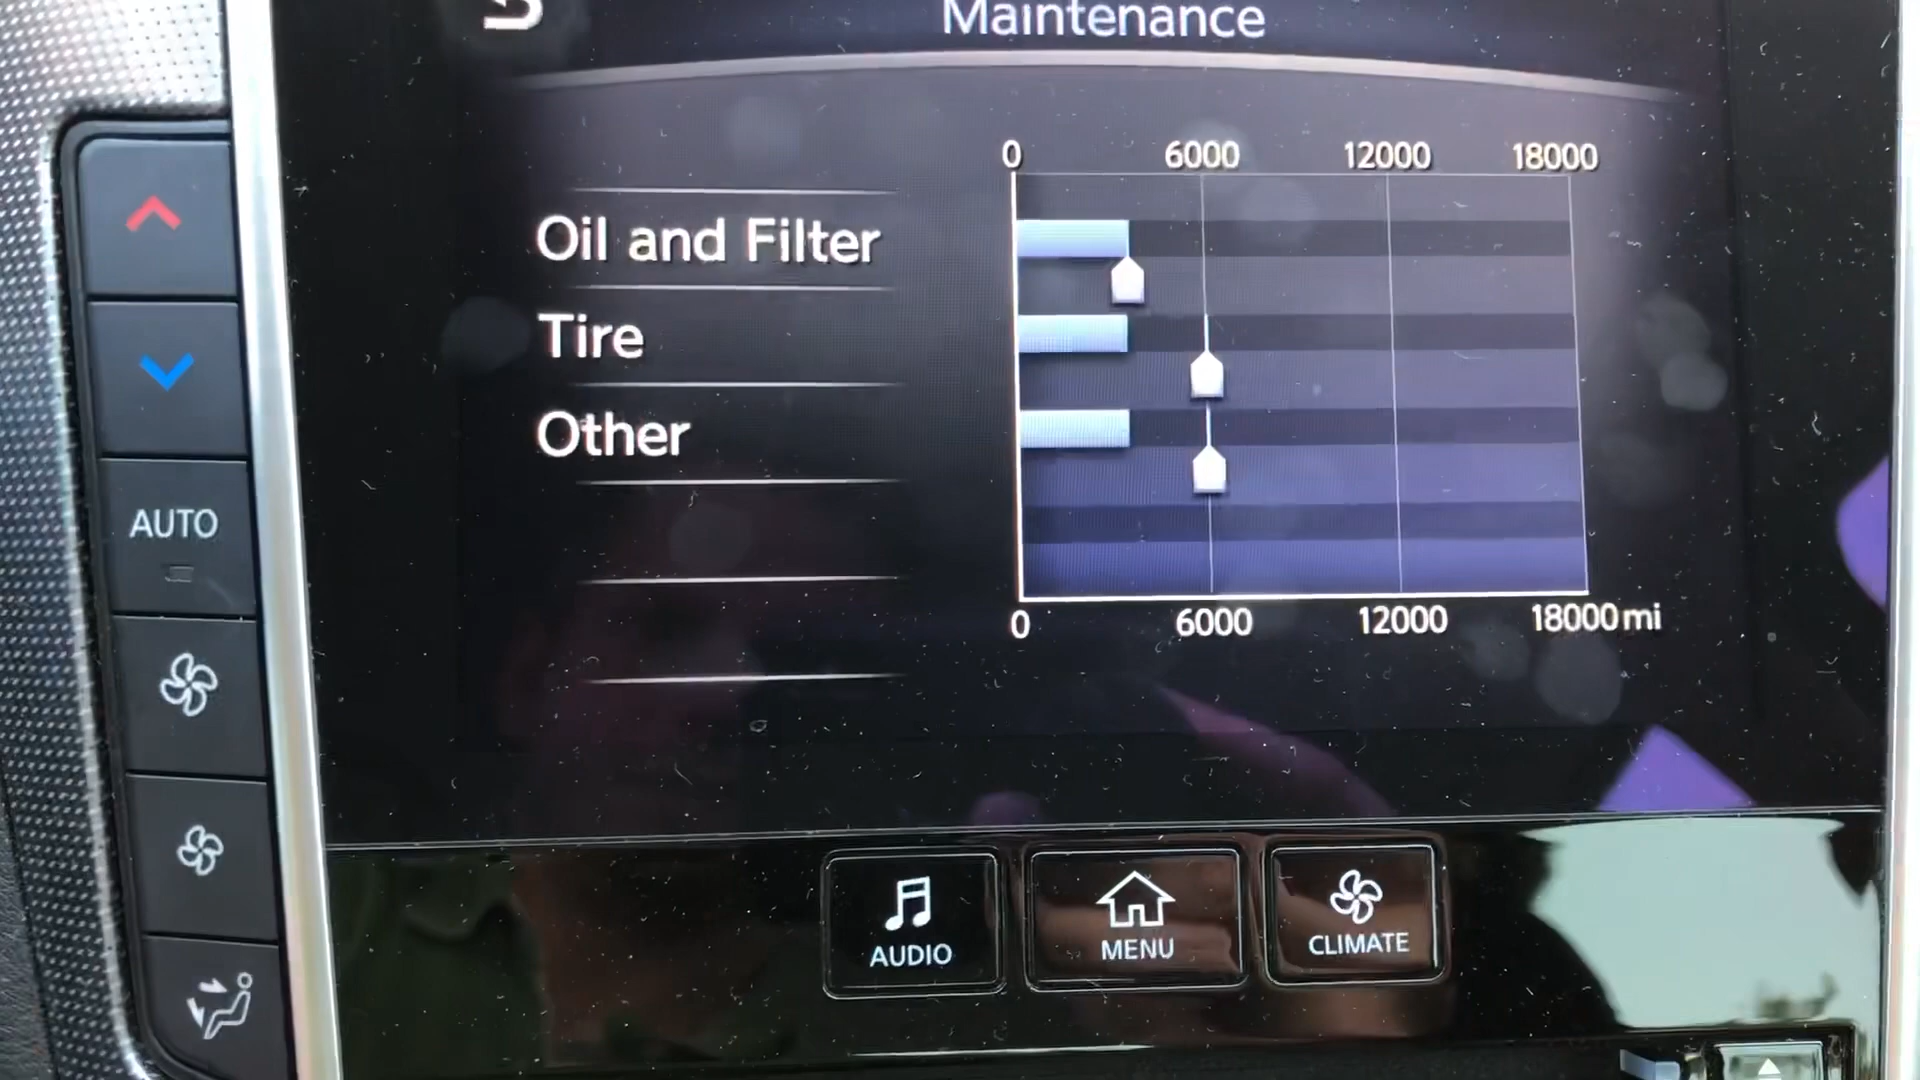 Maintenance
0 6000 12000 18000
Oil and Filter
Tire
Other
0 6000 12000 18000 mi
AUTO
AUDIO
MENU
CLIMATE